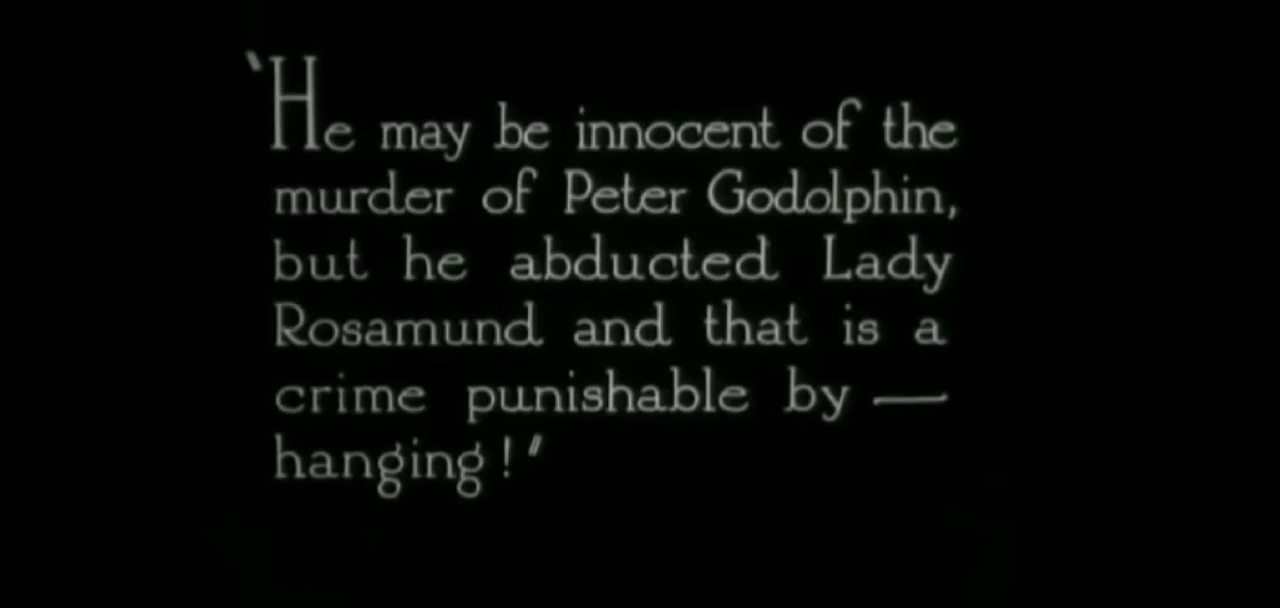 ‵He may be innocent of the
murder of Peter Godolphin,
but he abducted Lady
Rosamund and that is a
crime punishable by —
hanging!″